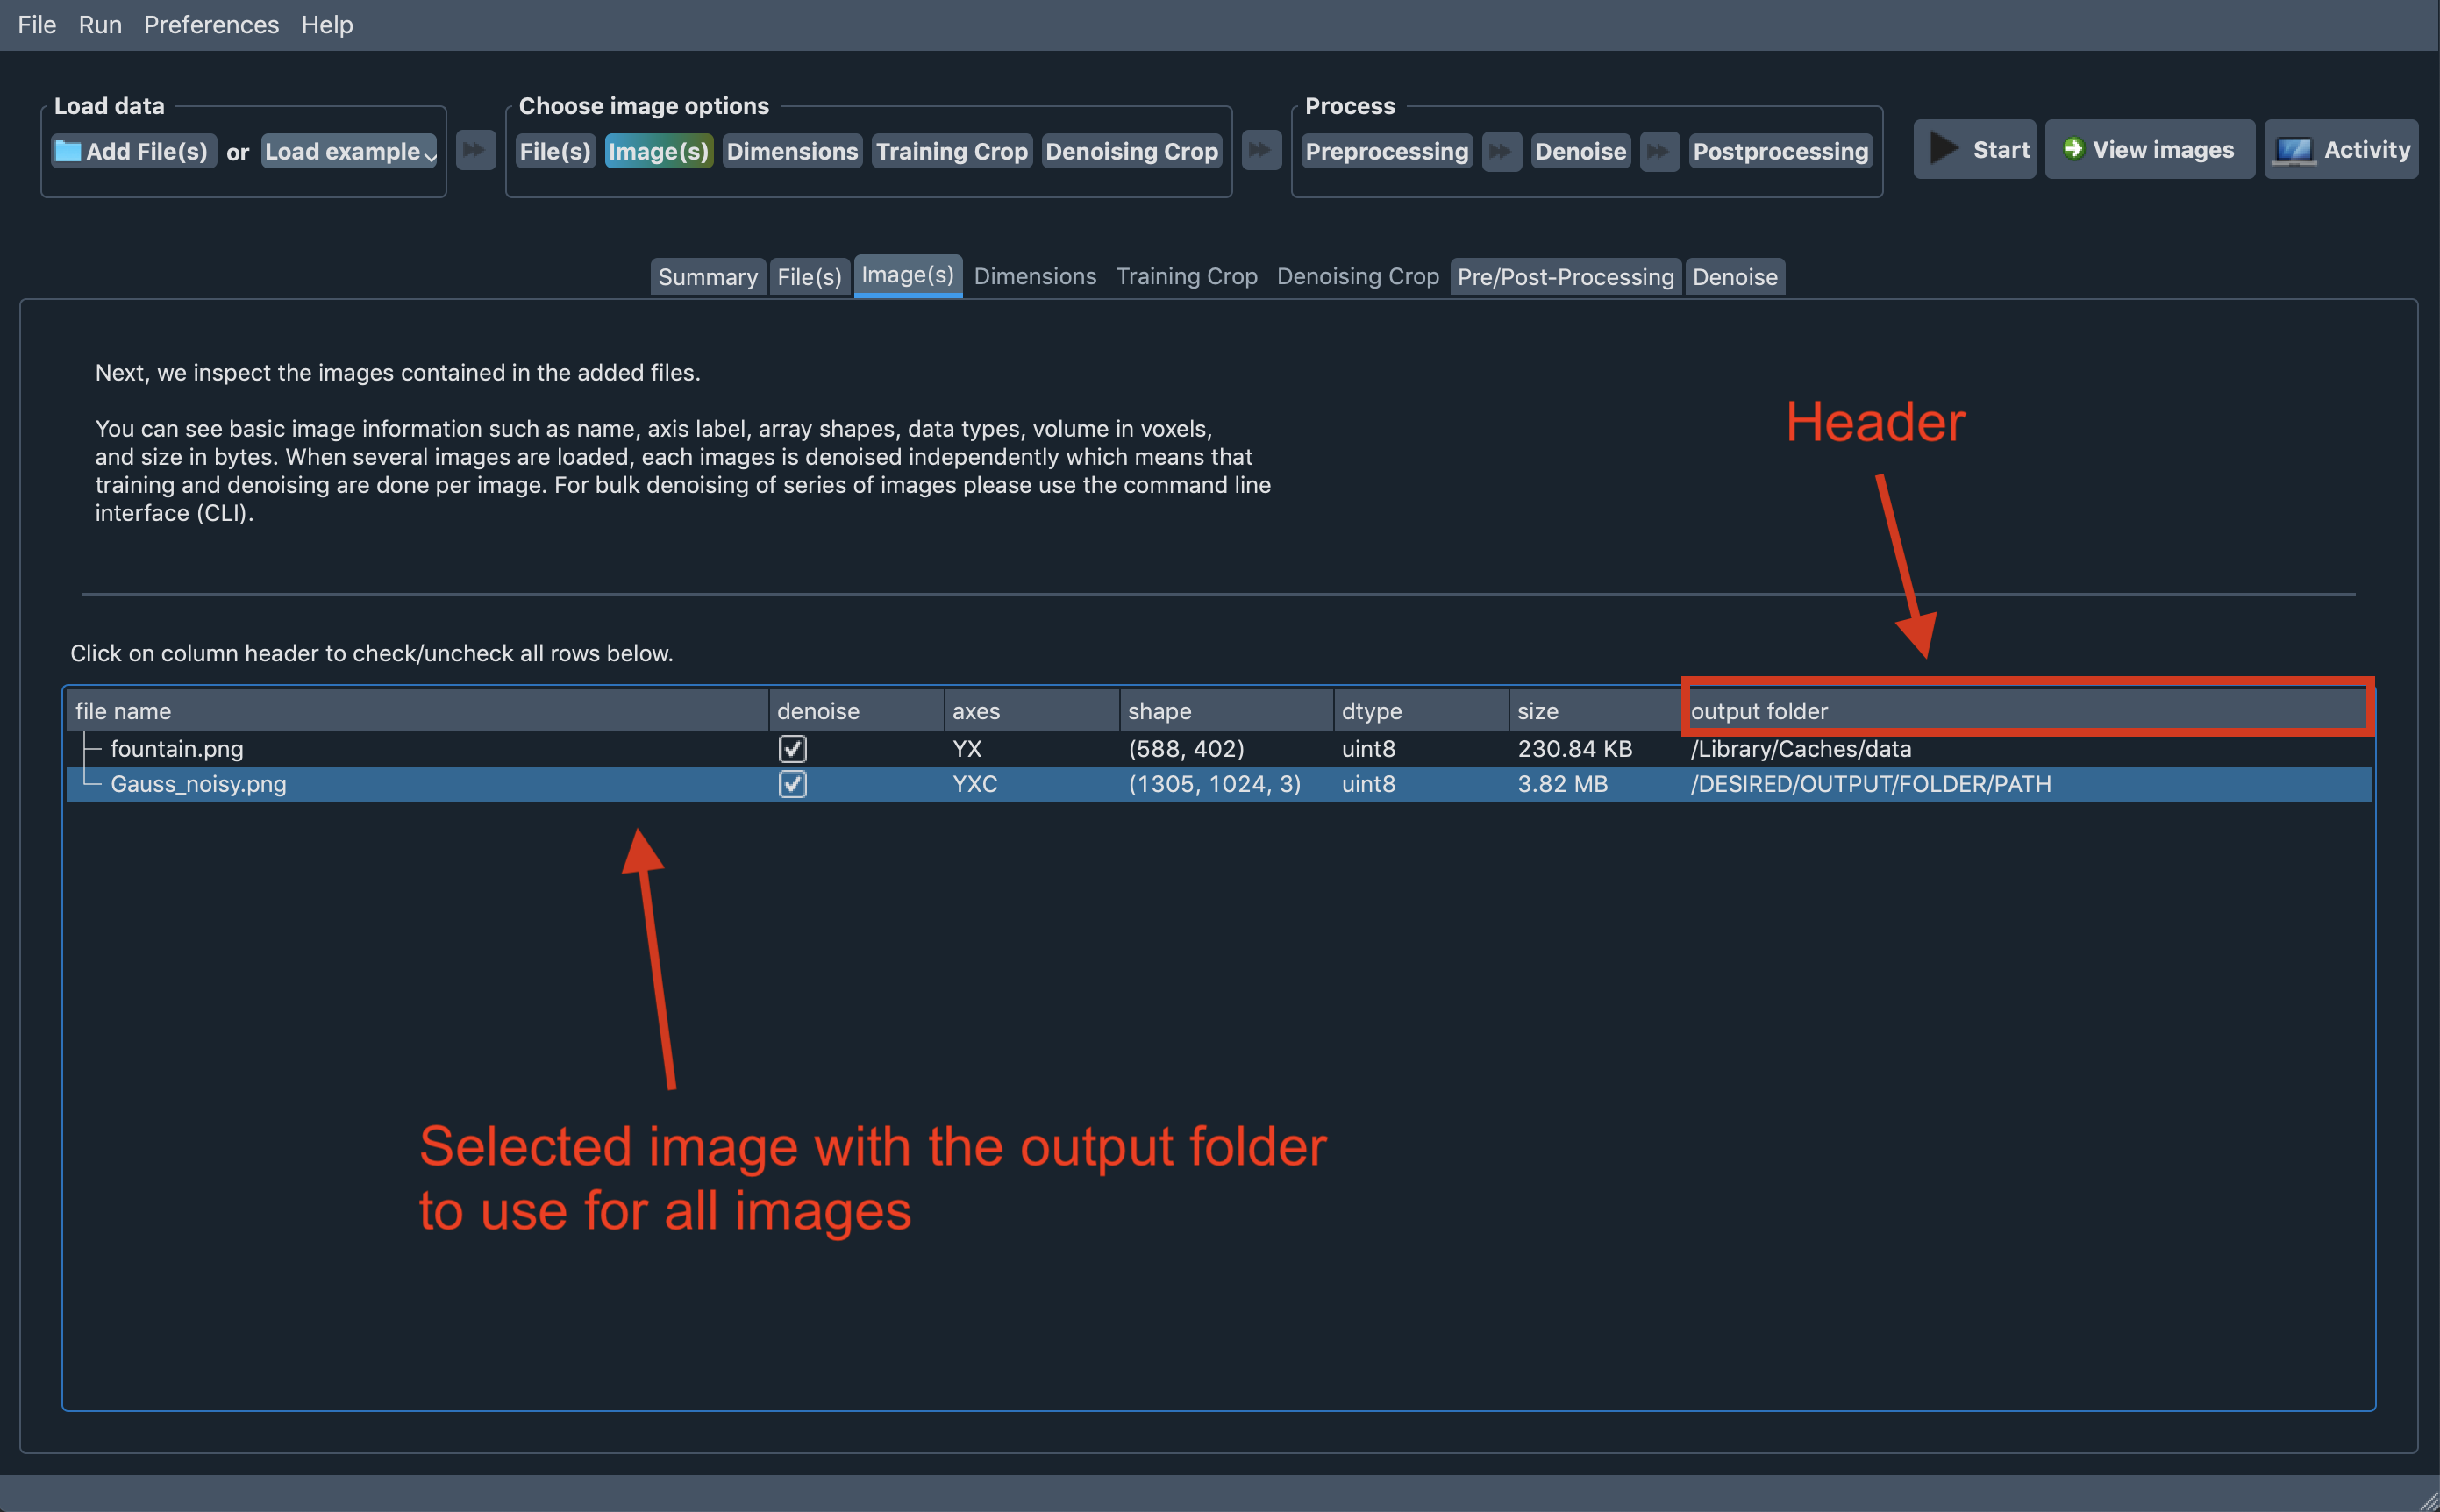 File Run Preferences Help
Load data Choose image options Process
Add File(s) or Load example File(s) Image(s) Dimensions Training Crop Denoising Crop Preprocessing Denoise Postprocessing Start View images Activity
Summary File(s) Image(s) Dimensions Training Crop Denoising Crop Pre/Post-Processing Denoise
Next, we inspect the images contained in the added files.
You can see basic image information such as name, axis label, array shapes, data types, volume in voxels,
and size in bytes. When several images are loaded, each images is denoised independently which means that
training and denoising are done per image. For bulk denoising of series of images please use the command line
interface (CLI).
Header
Click on column header to check/uncheck all rows below.
file name denoise axes shape dtype size output folder
fountain.png YX (588, 402) uint8 230.84 KB /Library/Caches/data
Gauss_noisy.png YXC (1305, 1024, 3) uint8 3.82 MB /DESIRED/OUTPUT/FOLDER/PATH
Selected image with the output folder
to use for all images